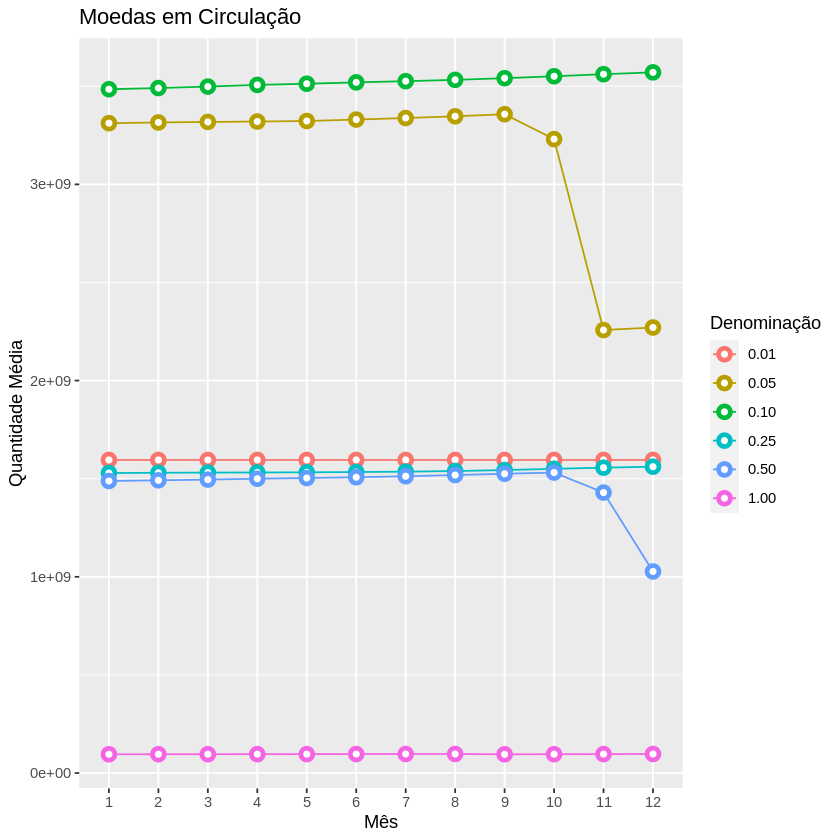 Moedas em Circulação
Quantidade Média
3e+09
2e+09
1e+09
0e+00
1 2 3 4 5 6 7 8 9 10 11 12
Mês
Denominação
0.01
0.05
0.10
0.25
0.50
1.00